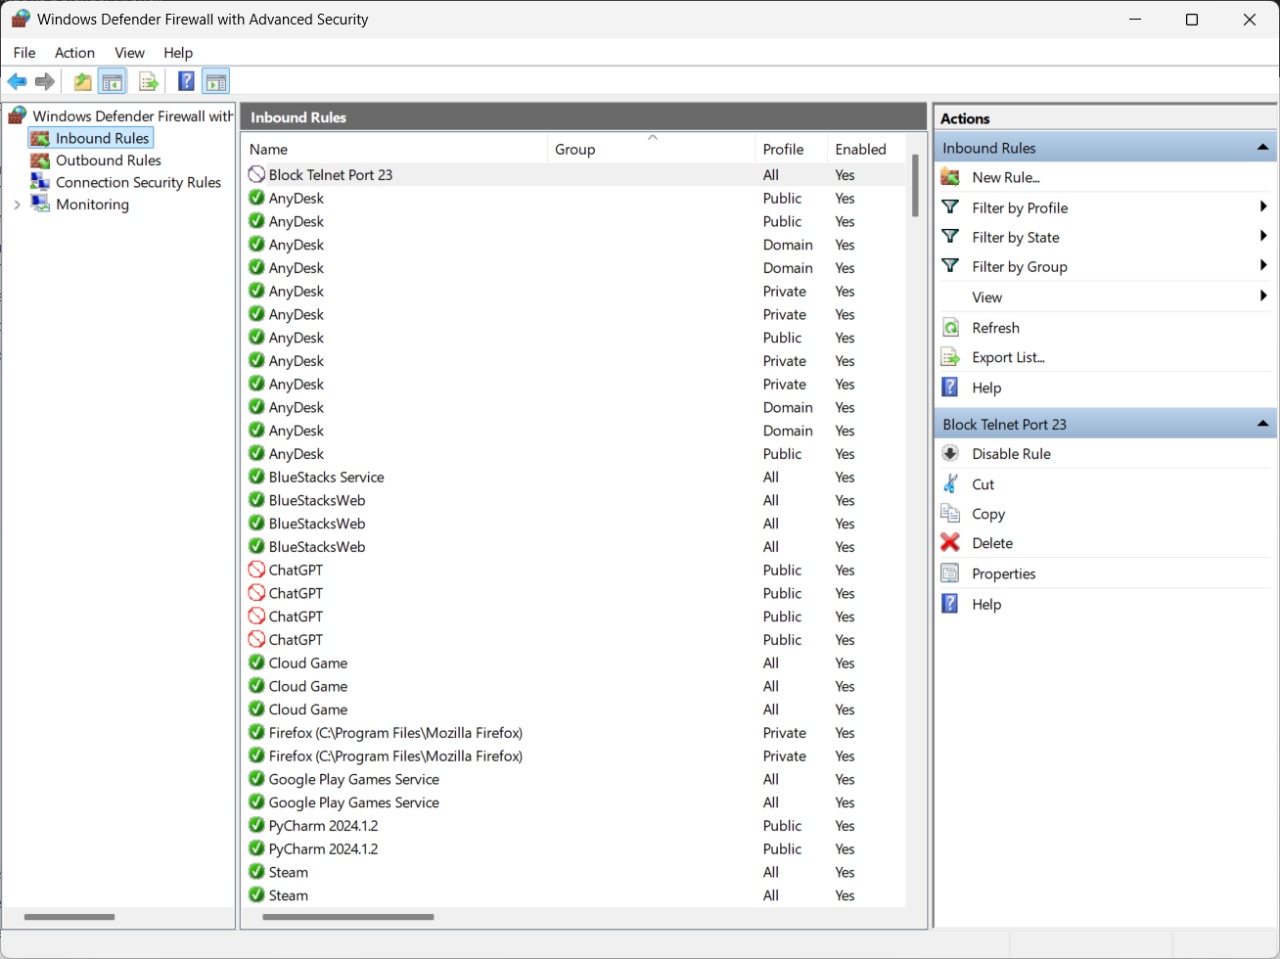 Windows Defender Firewall with Advanced Security
File Action View Help
Windows Defender Firewall with
Inbound Rules
Outbound Rules
Connection Security Rules
Monitoring
Inbound Rules
Name Group Profile Enabled
Block Telnet Port 23 All Yes
AnyDesk Public Yes
AnyDesk Public Yes
AnyDesk Domain Yes
AnyDesk Domain Yes
AnyDesk Private Yes
AnyDesk Private Yes
AnyDesk Public Yes
AnyDesk Private Yes
AnyDesk Private Yes
AnyDesk Domain Yes
AnyDesk Domain Yes
AnyDesk Public Yes
BlueStacks Service All Yes
BlueStacksWeb All Yes
BlueStacksWeb All Yes
BlueStacksWeb All Yes
ChatGPT Public Yes
ChatGPT Public Yes
ChatGPT Public Yes
ChatGPT Public Yes
Cloud Game All Yes
Cloud Game All Yes
Cloud Game All Yes
Firefox (C:\Program Files\Mozilla Firefox) Private Yes
Firefox (C:\Program Files\Mozilla Firefox) Private Yes
Google Play Games Service All Yes
Google Play Games Service All Yes
PyCharm 2024.1.2 Public Yes
PyCharm 2024.1.2 Public Yes
Steam All Yes
Steam All Yes
Actions
Inbound Rules
New Rule...
Filter by Profile
Filter by State
Filter by Group
View
Refresh
Export List...
Help
Block Telnet Port 23
Disable Rule
Cut
Copy
Delete
Properties
Help